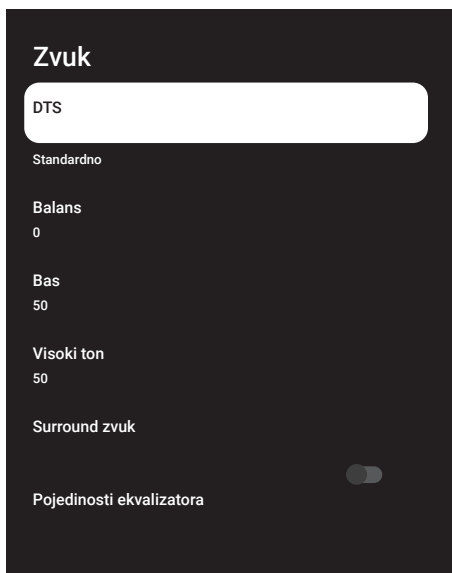 Zvuk
DTS
Standardno
Balans
0
Bas
50
Visoki ton
50
Surround zvuk
Pojedinosti ekvalizatora